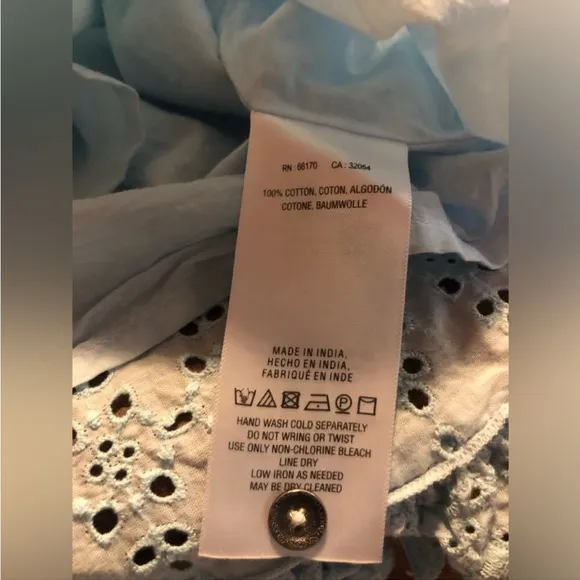 RN : 66170 CA : 32054
100% COTTON, COTON, ALGODÓN
COTONE, BAUMWOLLE
MADE IN INDIA,
HECHO EN INDIA,
FABRIQUÉ EN INDE
HAND WASH COLD SEPARATELY
DO NOT WRING OR TWIST
USE ONLY NON-CHLORINE BLEACH
LINE DRY
LOW IRON AS NEEDED
MAY BE DRY CLEANED